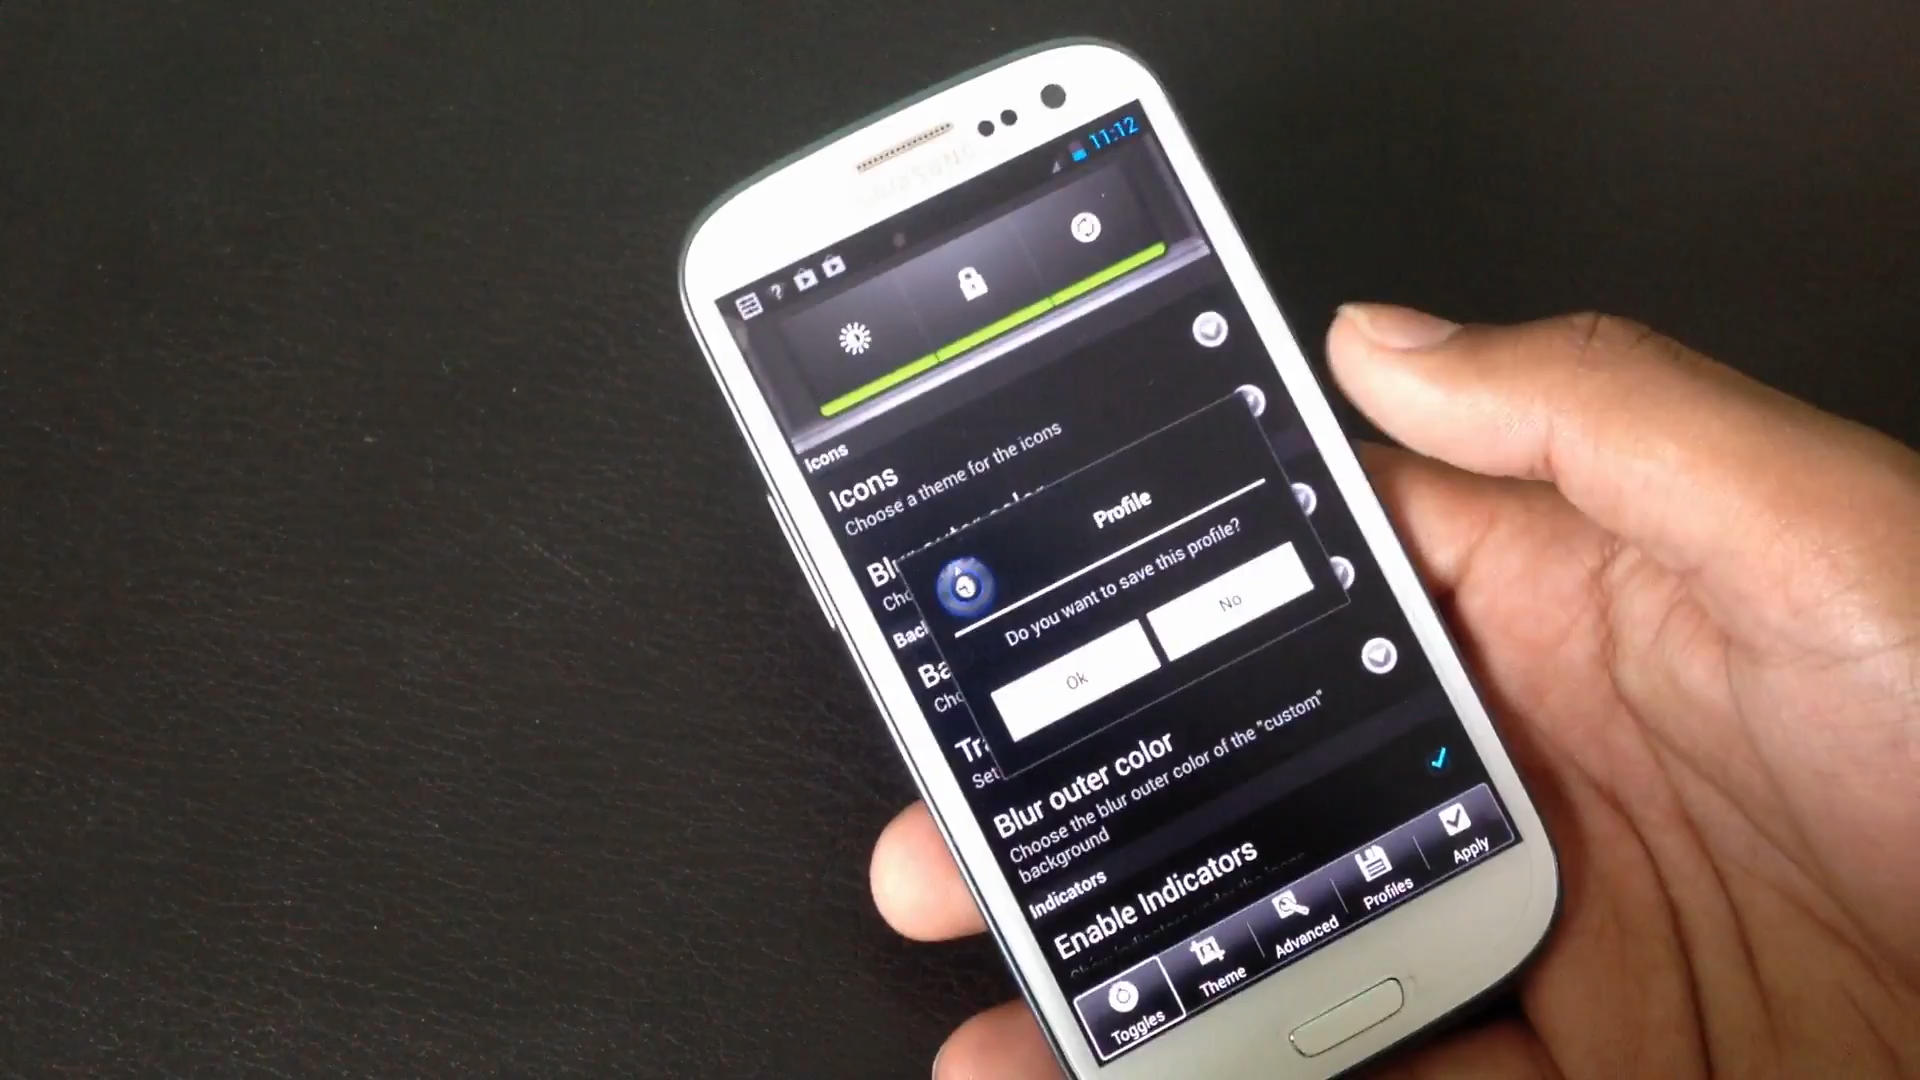 11:12
?
Icons
Icons
Choose a theme for the icons
Profile
Do you want to save this profile?
Ok
No
Blur outer color
Choose the blur outer color of the "custom"
background
Indicators
Enable Indicators
Toggles
Theme
Advanced
Profiles
Apply